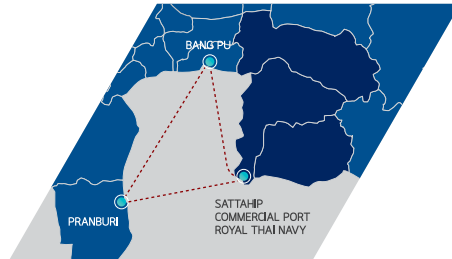 BANG PU
PRANBURI
SATTAHIP
COMMERCIAL PORT
ROYAL THAI NAVY